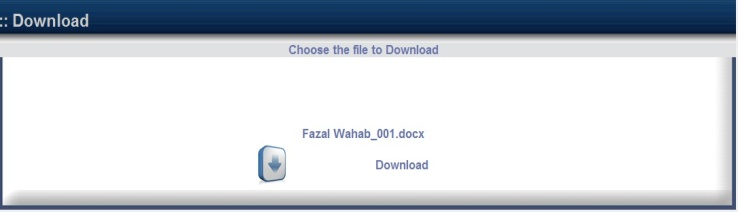 :: Download
Choose the file to Download
Fazal Wahab_001.docx
Download